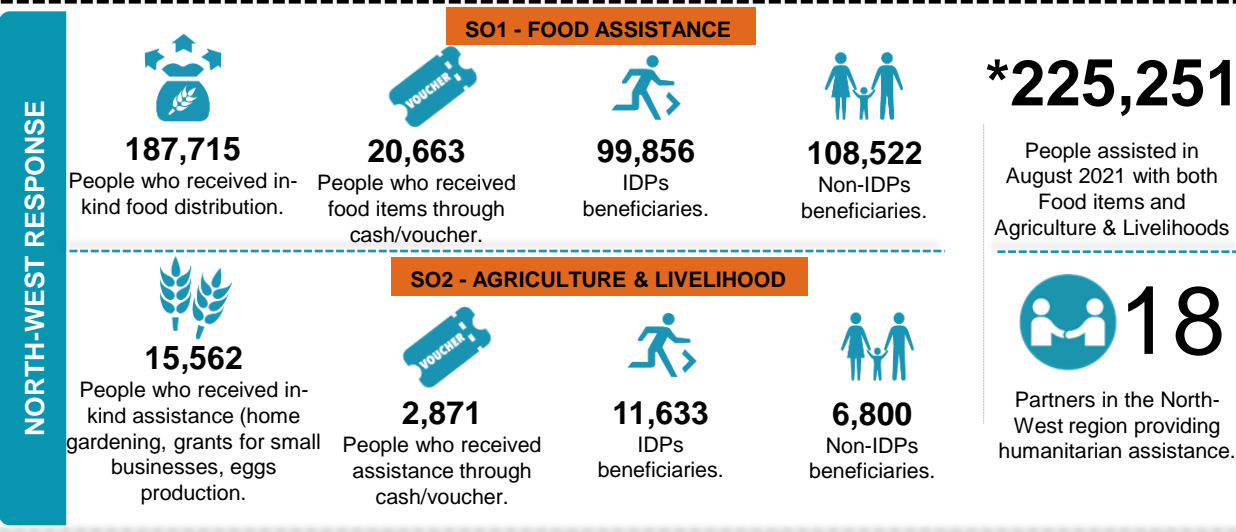 NORTH-WEST RESPONSE
SO1 - FOOD ASSISTANCE
187,715
People who received in-
kind food distribution.
VOUCHER
20,663
People who received
food items through
cash/voucher.
99,856
IDPs
beneficiaries.
108,522
Non-IDPs
beneficiaries.
*225,251
People assisted in
August 2021 with both
Food items and
Agriculture & Livelihoods
SO2 - AGRICULTURE & LIVELIHOOD
15,562
People who received in-
kind assistance (home
gardening, grants for small
businesses, eggs
production.
VOUCHER
2,871
People who received
assistance through
cash/voucher.
11,633
IDPs
beneficiaries.
6,800
Non-IDPs
beneficiaries.
18
Partners in the North-
West region providing
humanitarian assistance.